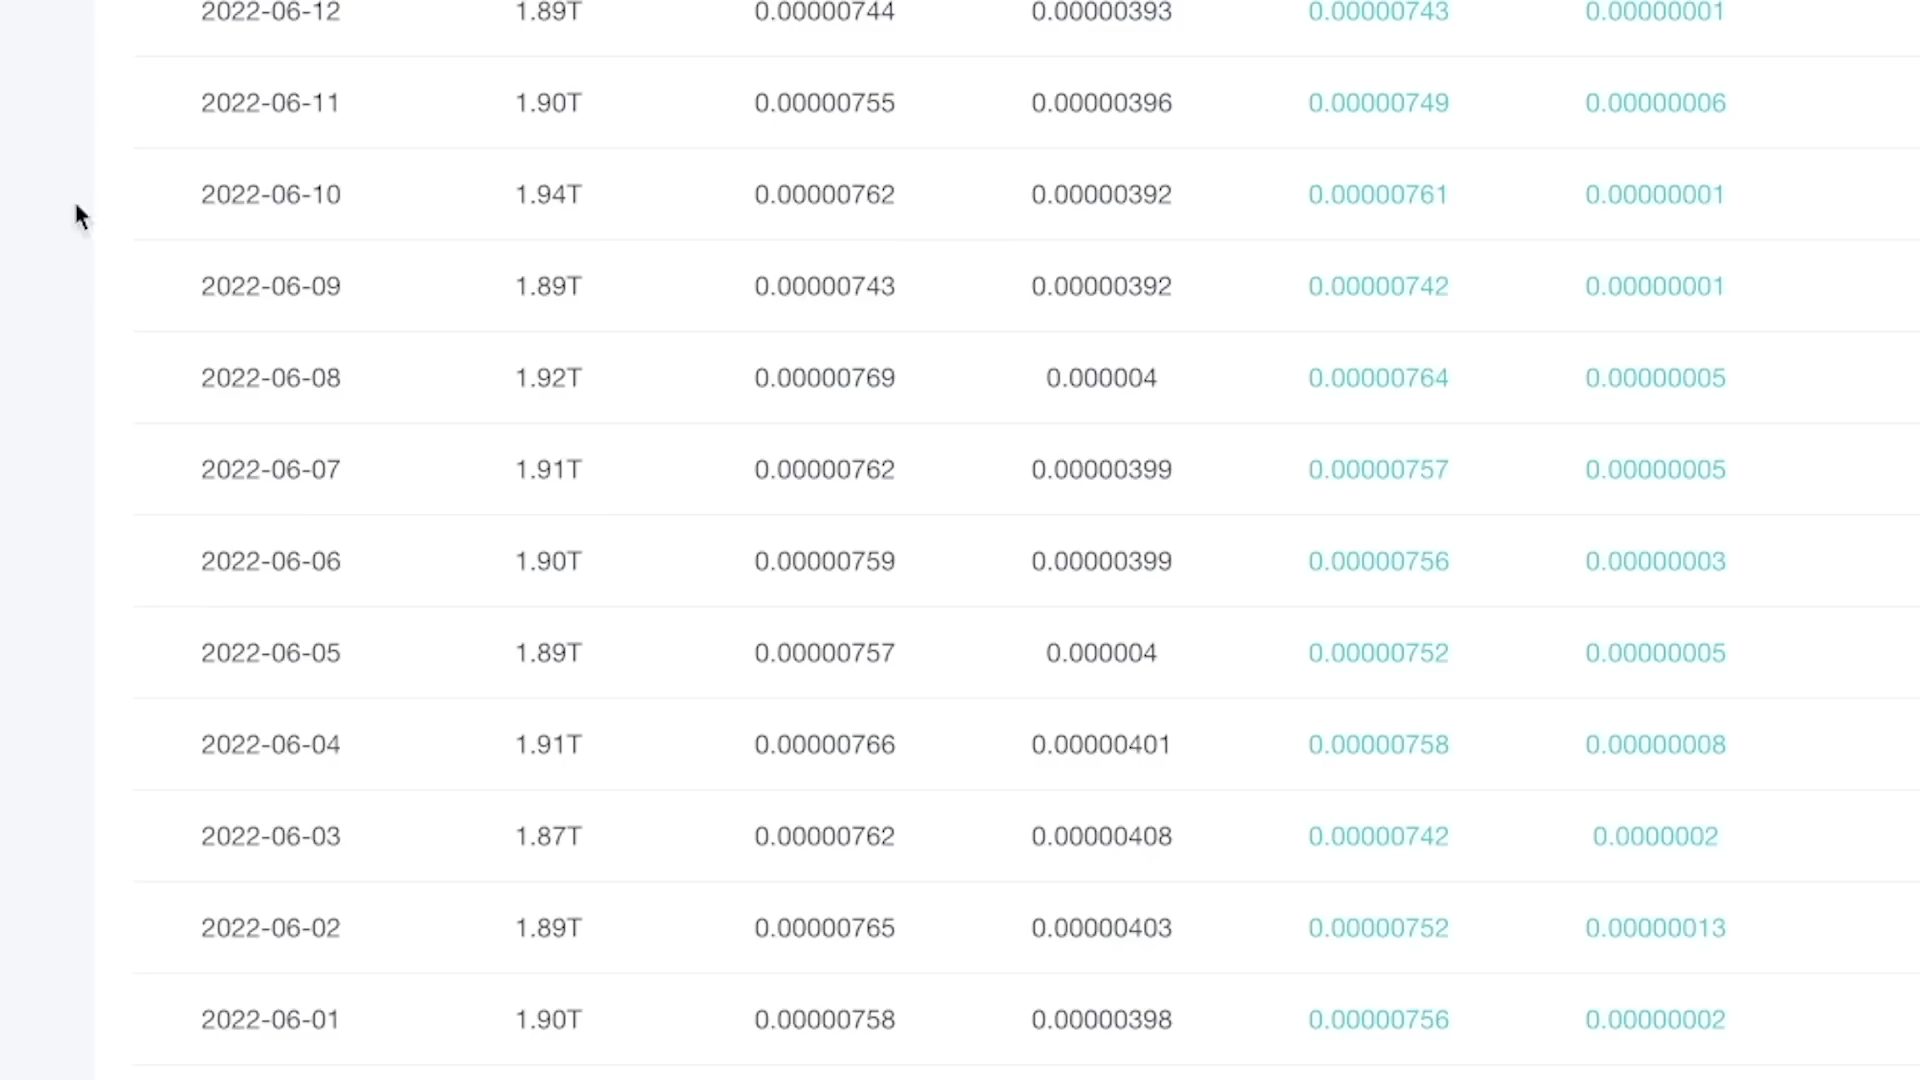 2022-06-12 1.89T 0.00000744 0.00000393 0.00000743 0.00000001
2022-06-11 1.90T 0.00000755 0.00000396 0.00000749 0.00000006
2022-06-10 1.94T 0.00000762 0.00000392 0.00000761 0.00000001
2022-06-09 1.89T 0.00000743 0.00000392 0.00000742 0.00000001
2022-06-08 1.92T 0.00000769 0.000004 0.00000764 0.00000005
2022-06-07 1.91T 0.00000762 0.00000399 0.00000757 0.00000005
2022-06-06 1.90T 0.00000759 0.00000399 0.00000756 0.00000003
2022-06-05 1.89T 0.00000757 0.000004 0.00000752 0.00000005
2022-06-04 1.91T 0.00000766 0.00000401 0.00000758 0.00000008
2022-06-03 1.87T 0.00000762 0.00000408 0.00000742 0.0000002
2022-06-02 1.89T 0.00000765 0.00000403 0.00000752 0.00000013
2022-06-01 1.90T 0.00000758 0.00000398 0.00000756 0.00000002